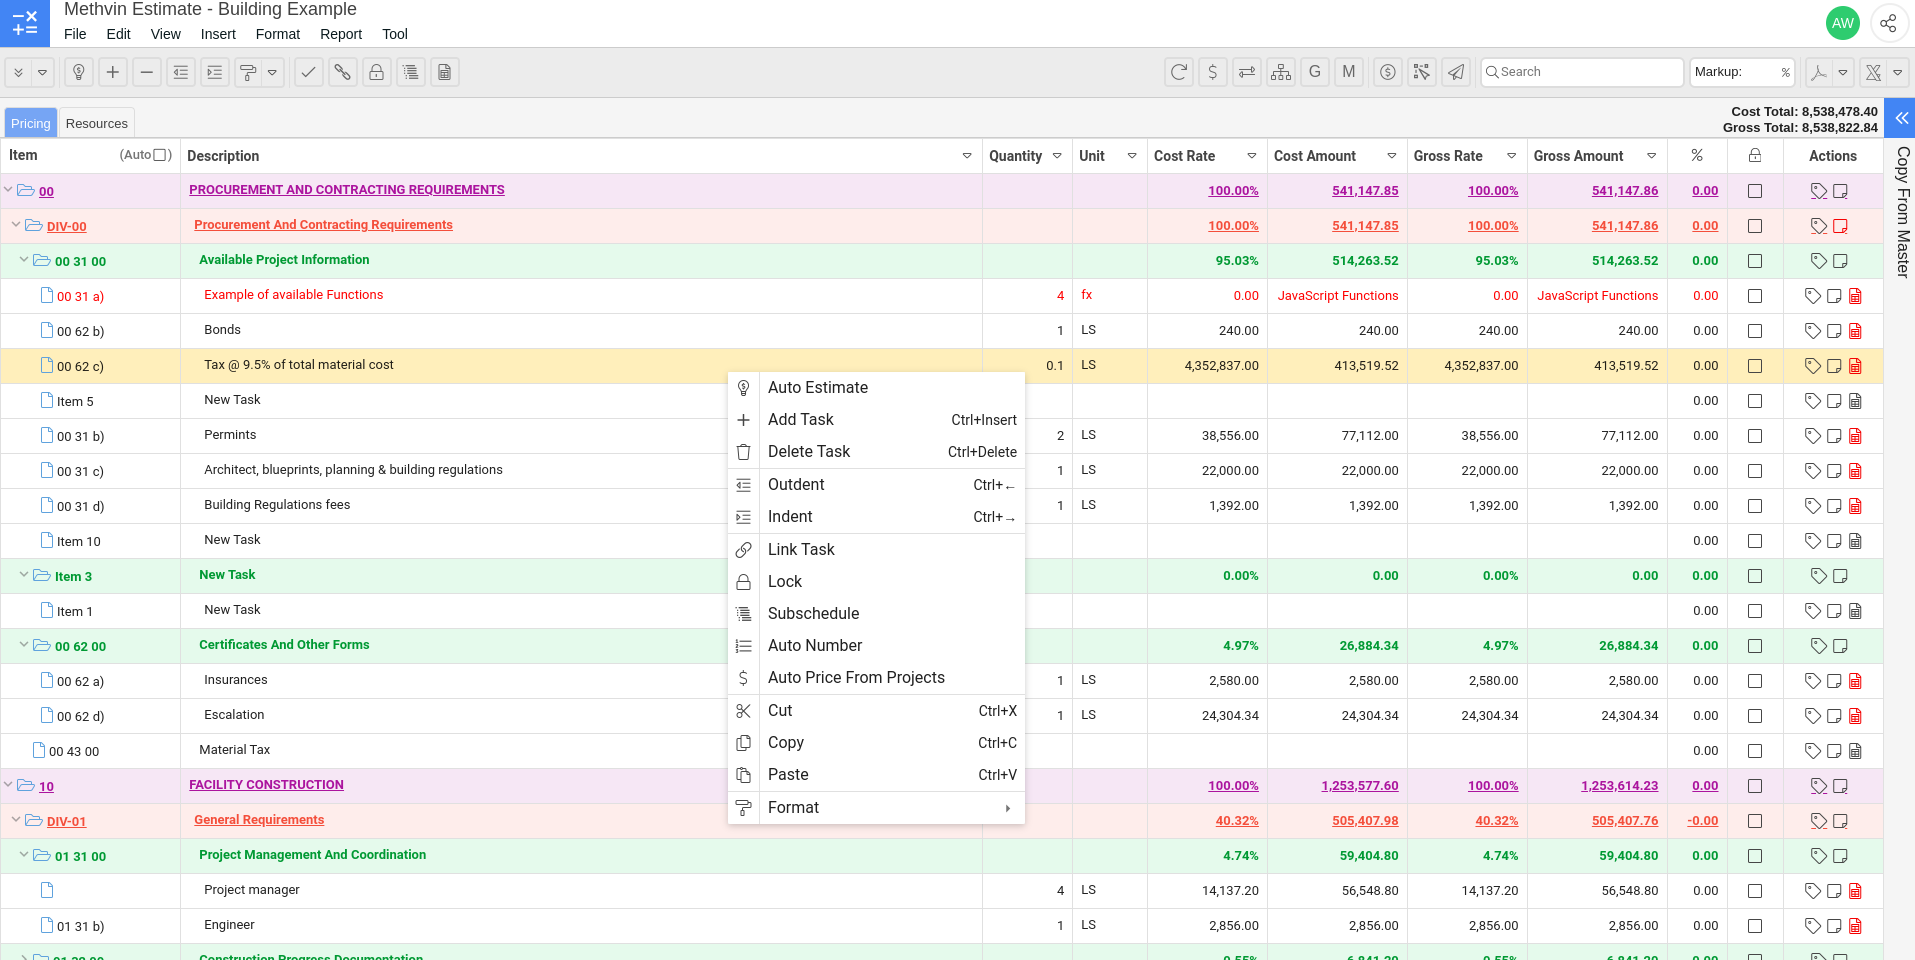 Methvin Estimate - Building Example
File Edit View Insert Format Report Tool
AW
G M Search Markup: %
Pricing Resources
Cost Total: 8,538,478.40
Gross Total: 8,538,822.84
Copy From Master
Item (Auto ) Description Quantity Unit Cost Rate Cost Amount Gross Rate Gross Amount % Actions
00 PROCUREMENT AND CONTRACTING REQUIREMENTS 100.00% 541,147.85 100.00% 541,147.86 0.00
DIV-00 Procurement And Contracting Requirements 100.00% 541,147.85 100.00% 541,147.86 0.00
00 31 00 Available Project Information 95.03% 514,263.52 95.03% 514,263.52 0.00
00 31 a) Example of available Functions 4 fx 0.00 JavaScript Functions 0.00 JavaScript Functions 0.00
00 62 b) Bonds 1 LS 240.00 240.00 240.00 240.00 0.00
00 62 c) Tax @ 9.5% of total material cost 0.1 LS 4,352,837.00 413,519.52 4,352,837.00 413,519.52 0.00
Item 5 New Task 0.00
00 31 b) Permints 2 LS 38,556.00 77,112.00 38,556.00 77,112.00 0.00
00 31 c) Architect, blueprints, planning & building regulations 1 LS 22,000.00 22,000.00 22,000.00 22,000.00 0.00
00 31 d) Building Regulations fees 1 LS 1,392.00 1,392.00 1,392.00 1,392.00 0.00
Item 10 New Task 0.00
Item 3 New Task 0.00% 0.00 0.00% 0.00 0.00
Item 1 New Task 0.00
00 62 00 Certificates And Other Forms 4.97% 26,884.34 4.97% 26,884.34 0.00
00 62 a) Insurances 1 LS 2,580.00 2,580.00 2,580.00 2,580.00 0.00
00 62 d) Escalation 1 LS 24,304.34 24,304.34 24,304.34 24,304.34 0.00
00 43 00 Material Tax 0.00
10 FACILITY CONSTRUCTION 100.00% 1,253,577.60 100.00% 1,253,614.23 0.00
DIV-01 General Requirements 40.32% 505,407.98 40.32% 505,407.76 -0.00
01 31 00 Project Management And Coordination 4.74% 59,404.80 4.74% 59,404.80 0.00
Project manager 4 LS 14,137.20 56,548.80 14,137.20 56,548.80 0.00
01 31 b) Engineer 1 LS 2,856.00 2,856.00 2,856.00 2,856.00 0.00
Construction Progress Documentation
Auto Estimate
Add Task Ctrl+Insert
Delete Task Ctrl+Delete
Outdent Ctrl+←
Indent Ctrl+→
Link Task
Lock
Subschedule
Auto Number
Auto Price From Projects
Cut Ctrl+X
Copy Ctrl+C
Paste Ctrl+V
Format